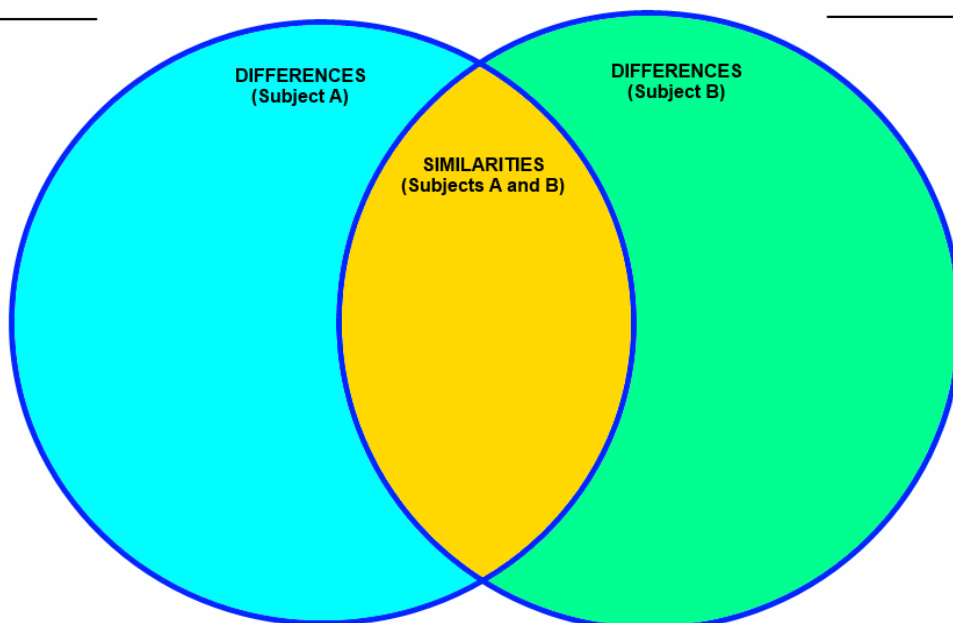 DIFFERENCES
(Subject A)
DIFFERENCES
(Subject B)
SIMILARITIES
(Subjects A and B)